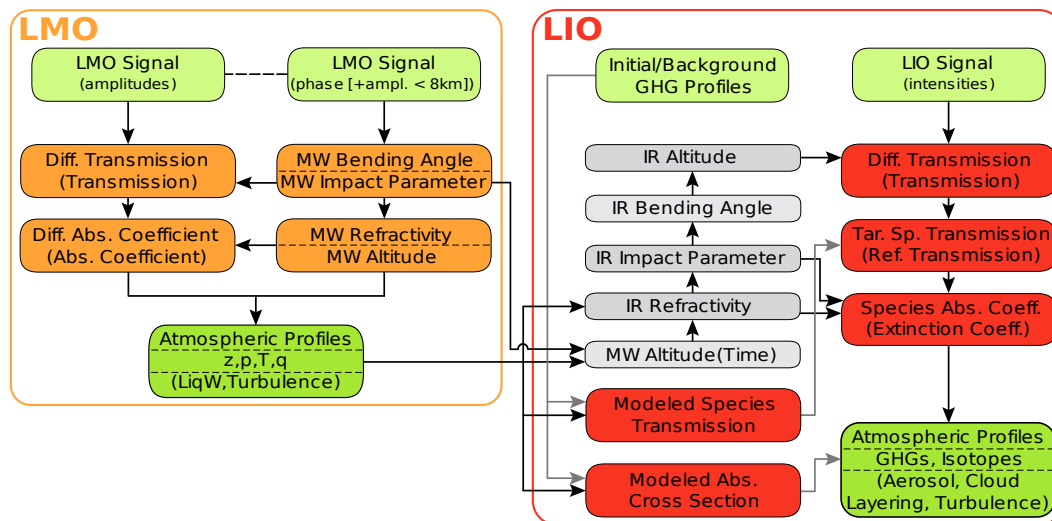 LMO
LMO Signal
(amplitudes)
LMO Signal
(phase [+ampl. < 8km])
Diff. Transmission
(Transmission)
MW Bending Angle
MW Impact Parameter
Diff. Abs. Coefficient
(Abs. Coefficient)
MW Refractivity
MW Altitude
Atmospheric Profiles
z,p,T,q
(LiqW,Turbulence)
LIO
Initial/Background
GHG Profiles
LIO Signal
(intensities)
IR Altitude
IR Bending Angle
IR Impact Parameter
IR Refractivity
MW Altitude(Time)
Diff. Transmission
(Transmission)
Tar. Sp. Transmission
(Ref. Transmission)
Species Abs. Coeff.
(Extinction Coeff.)
Modeled Species
Transmission
Modeled Abs.
Cross Section
Atmospheric Profiles
GHGs, Isotopes
(Aerosol, Cloud
Layering, Turbulence)